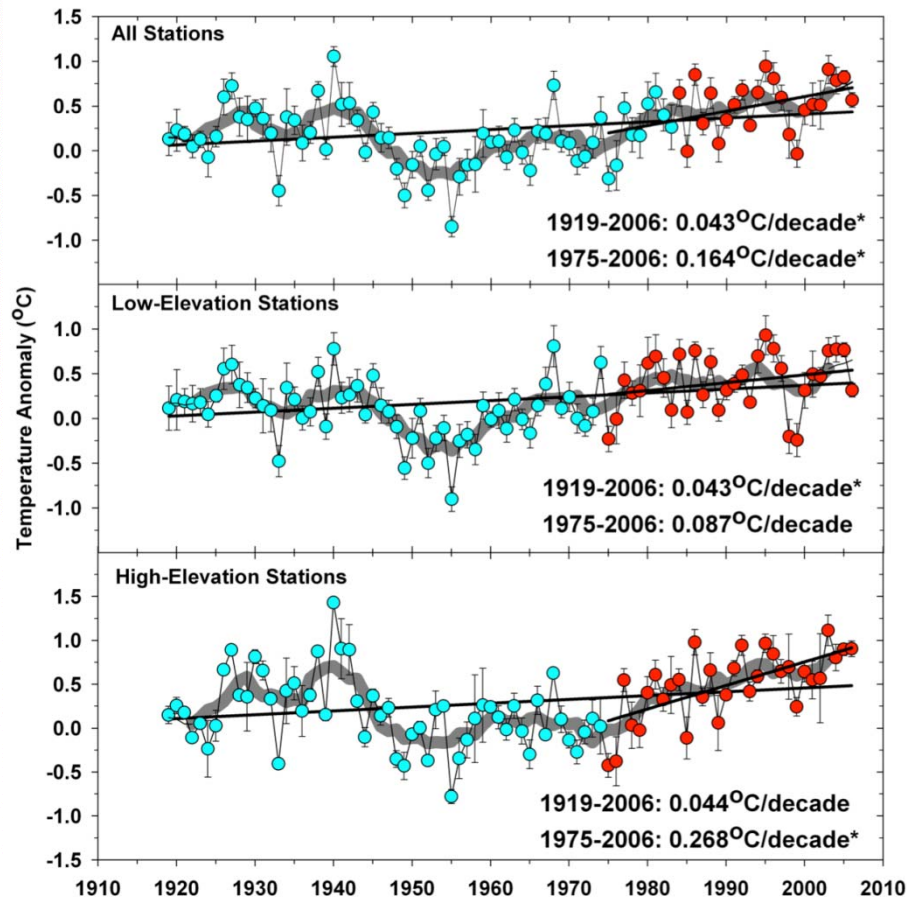 1.5
All Stations
1.0
0.5
0.0
-0.5
-1.0
1919-2006: 0.043°C/decade*
1975-2006: 0.164°C/decade*
Temperature Anomaly (°C)
Low-Elevation Stations
1.0
0.5
0.0
-0.5
-1.0
1919-2006: 0.043°C/decade*
1975-2006: 0.087°C/decade
High-Elevation Stations
1.5
1.0
0.5
0.0
-0.5
-1.0
-1.5
1919-2006: 0.044°C/decade
1975-2006: 0.268°C/decade*
1910 1920 1930 1940 1950 1960 1970 1980 1990 2000 2010